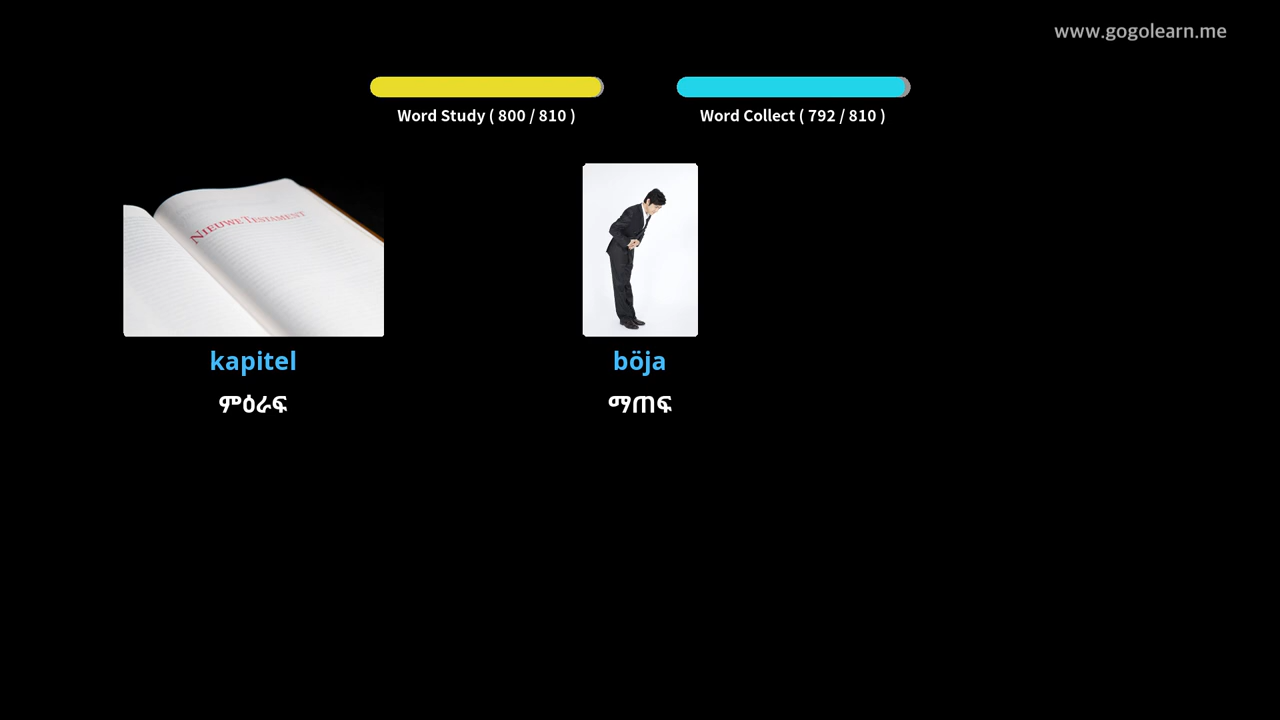 www.gogolearn.me
Word Study ( 800 / 810 )
Word Collect ( 792 / 810 )
NIEUWE TESTAMENT
kapitel
böja
ምዕራፍ
ማጠፍ